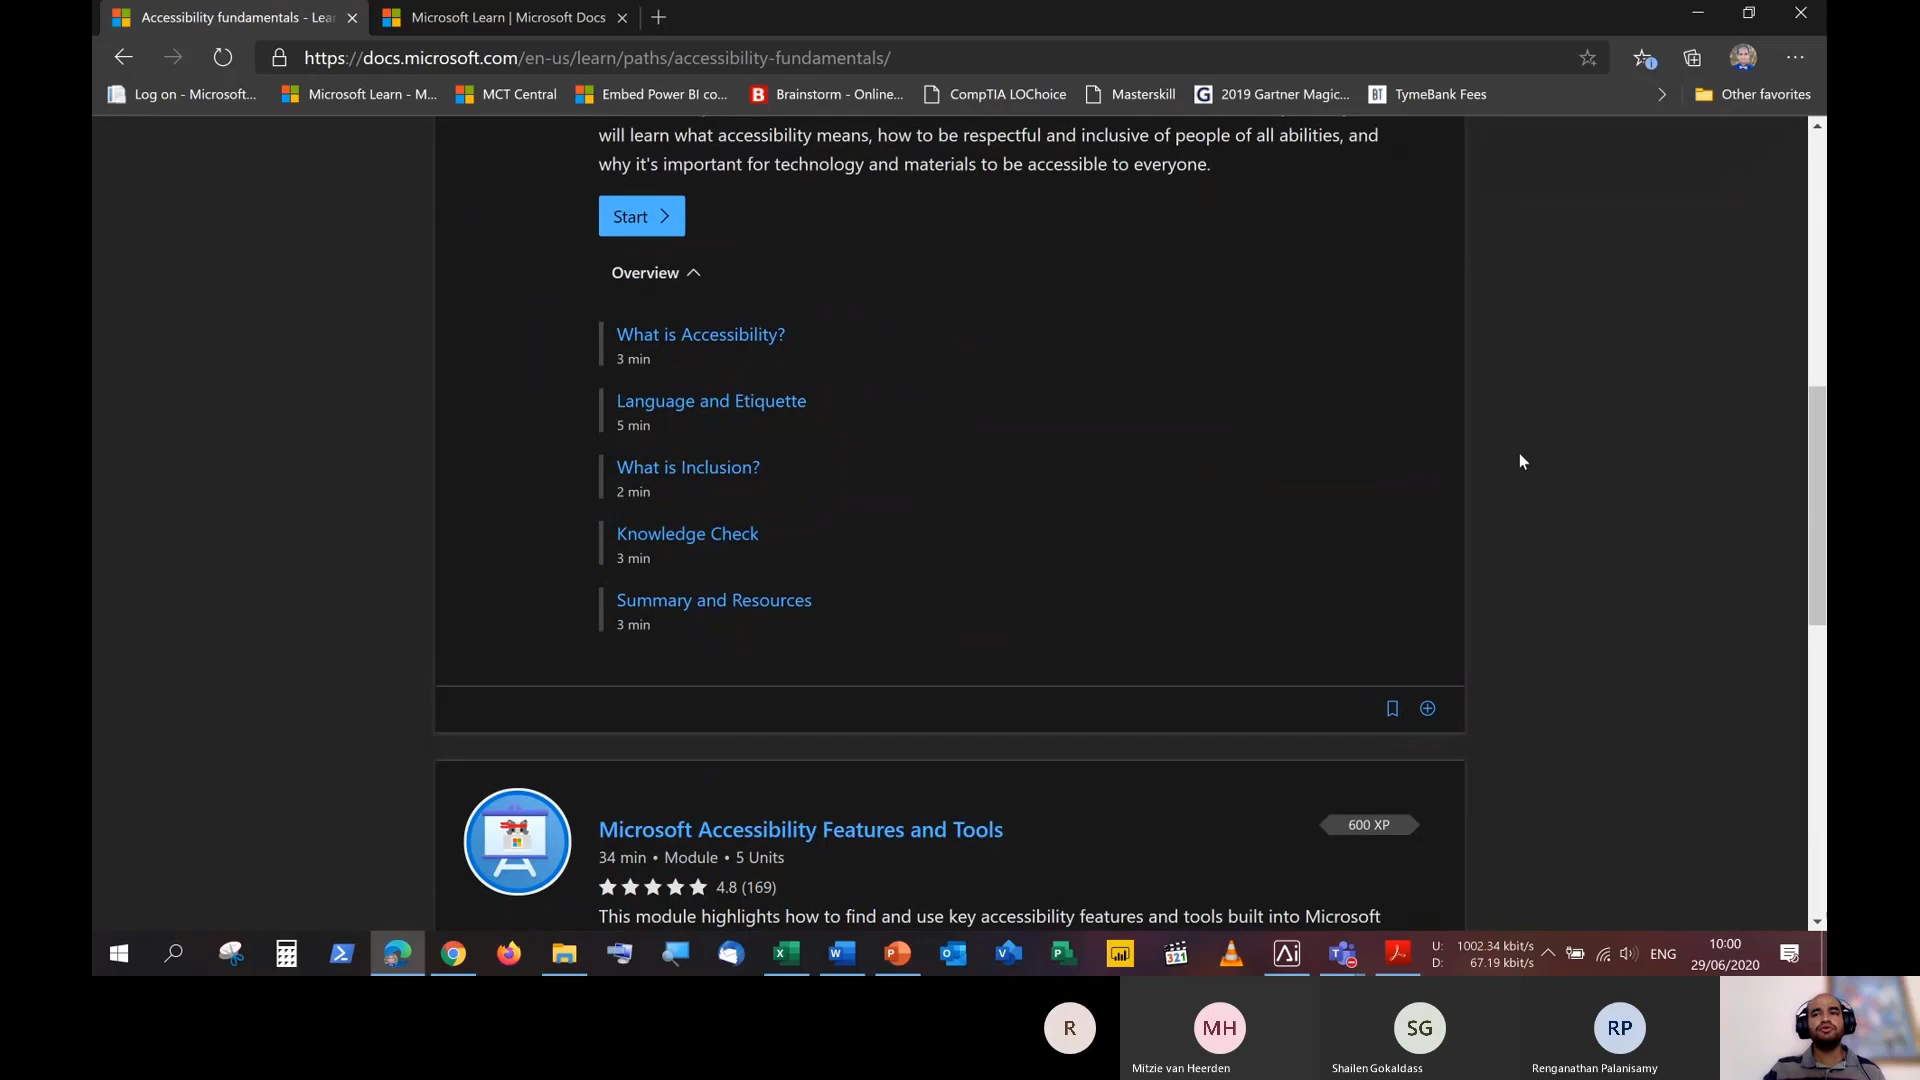 Accessibility fundamentals - Lea
Microsoft Learn | Microsoft Docs
https://docs.microsoft.com/en-us/learn/paths/accessibility-fundamentals/
Log on - Microsoft...
Microsoft Learn - M...
MCT Central
Embed Power BI co...
B
Brainstorm - Online...
CompTIA LOChoice
Masterskill
G
2019 Gartner Magic...
BT
TymeBank Fees
Other favorites
will learn what accessibility means, how to be respectful and inclusive of people of all abilities, and
why it's important for technology and materials to be accessible to everyone.
Start
Overview
What is Accessibility?
3 min
Language and Etiquette
5 min
What is Inclusion?
2 min
Knowledge Check
3 min
Summary and Resources
3 min
Microsoft Accessibility Features and Tools
600 XP
34 min • Module • 5 Units
4.8 (169)
This module highlights how to find and use key accessibility features and tools built into Microsoft
321
U: 1002.34 kbit/s
D: 67.19 kbit/s
ENG
10:00
29/06/2020
R
MH
SG
RP
Mitzie van Heerden
Shailen Gokaldass
Renganathan Palanisamy